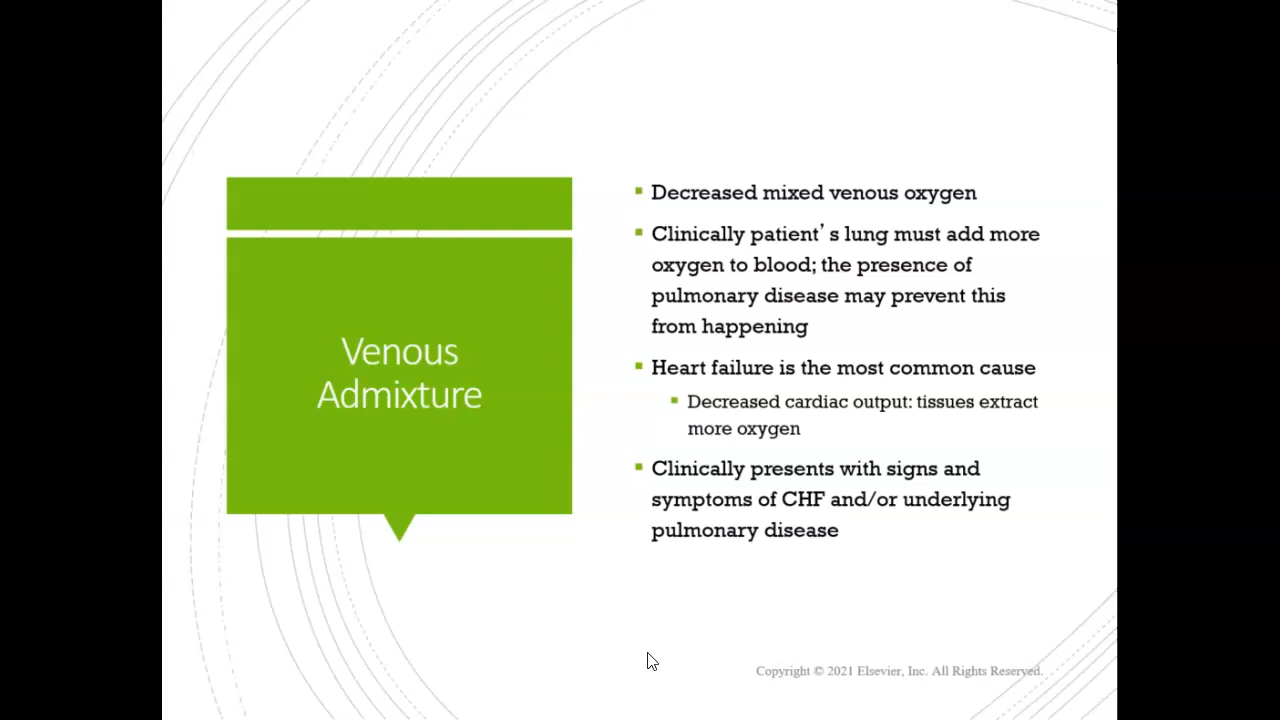 Venous
Admixture
Decreased mixed venous oxygen
Clinically patient’s lung must add more
oxygen to blood; the presence of
pulmonary disease may prevent this
from happening
Heart failure is the most common cause
Decreased cardiac output: tissues extract
more oxygen
Clinically presents with signs and
symptoms of CHF and/or underlying
pulmonary disease
Copyright © 2021 Elsevier, Inc. All Rights Reserved.